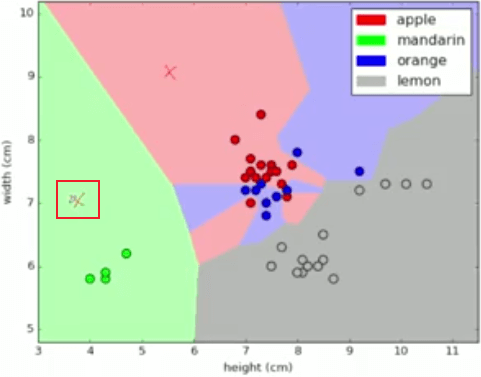 apple
mandarin
orange
lemon
10
9
8
7
6
5
width (cm)
3 4 5 6 7 8 9 10 11
height (cm)